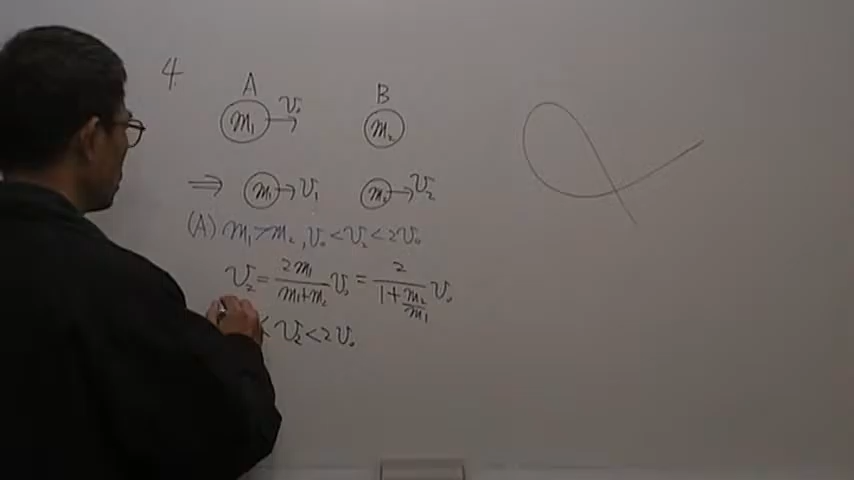 4
A B
m₁ → v₀ m₂
⇒ m₁ → v₁ m₂ → v₂
(A) m₁>m₂, v₀<v₂<2v₀
v₂ = 2m₁/(m₁+m₂) v₀ = 2/(1+m₂/m₁) v₀
< v₂ < 2v₀